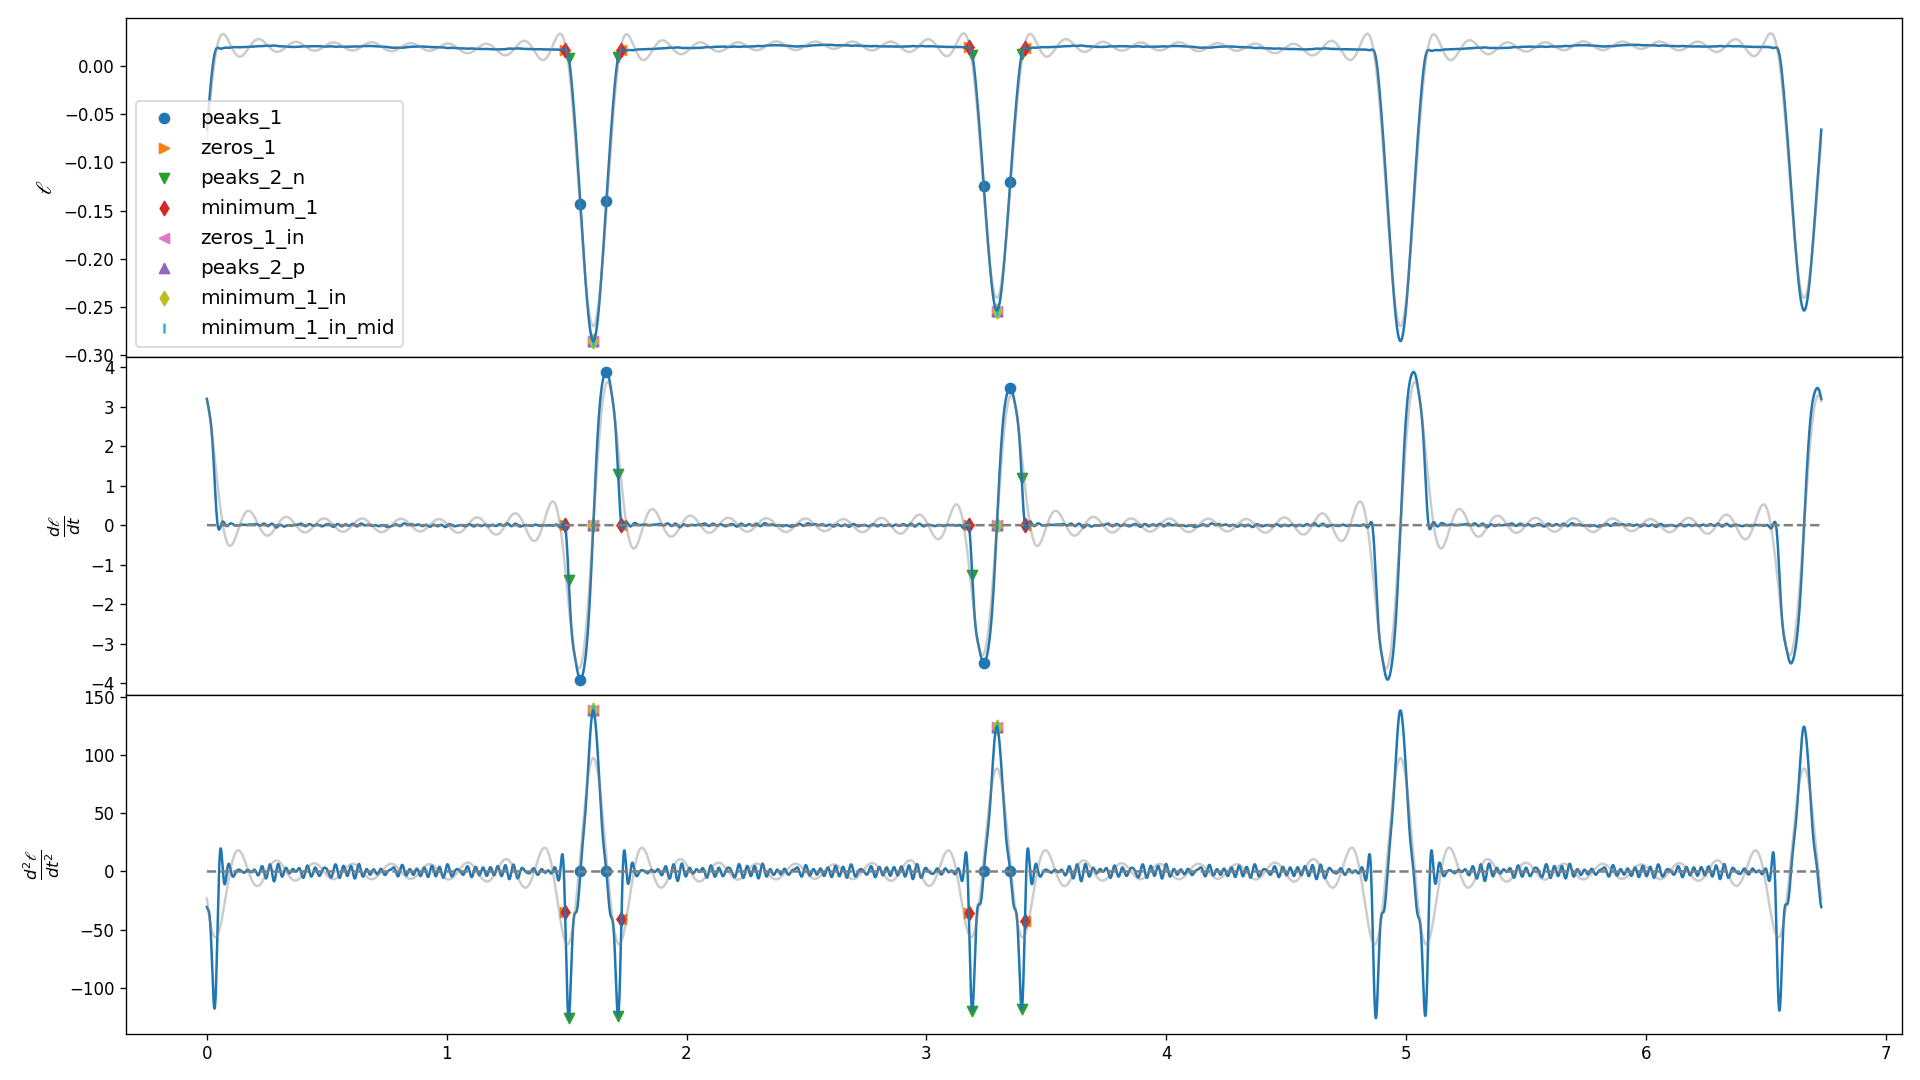 0.00
−0.05
−0.10
−0.15
−0.20
−0.25
−0.30
ℓ
peaks_1
zeros_1
peaks_2_n
minimum_1
zeros_1_in
peaks_2_p
minimum_1_in
minimum_1_in_mid
4
3
2
1
0
−1
−2
−3
−4
dℓ
dt
150
100
50
0
−50
−100
d²ℓ
dt²
0 1 2 3 4 5 6 7